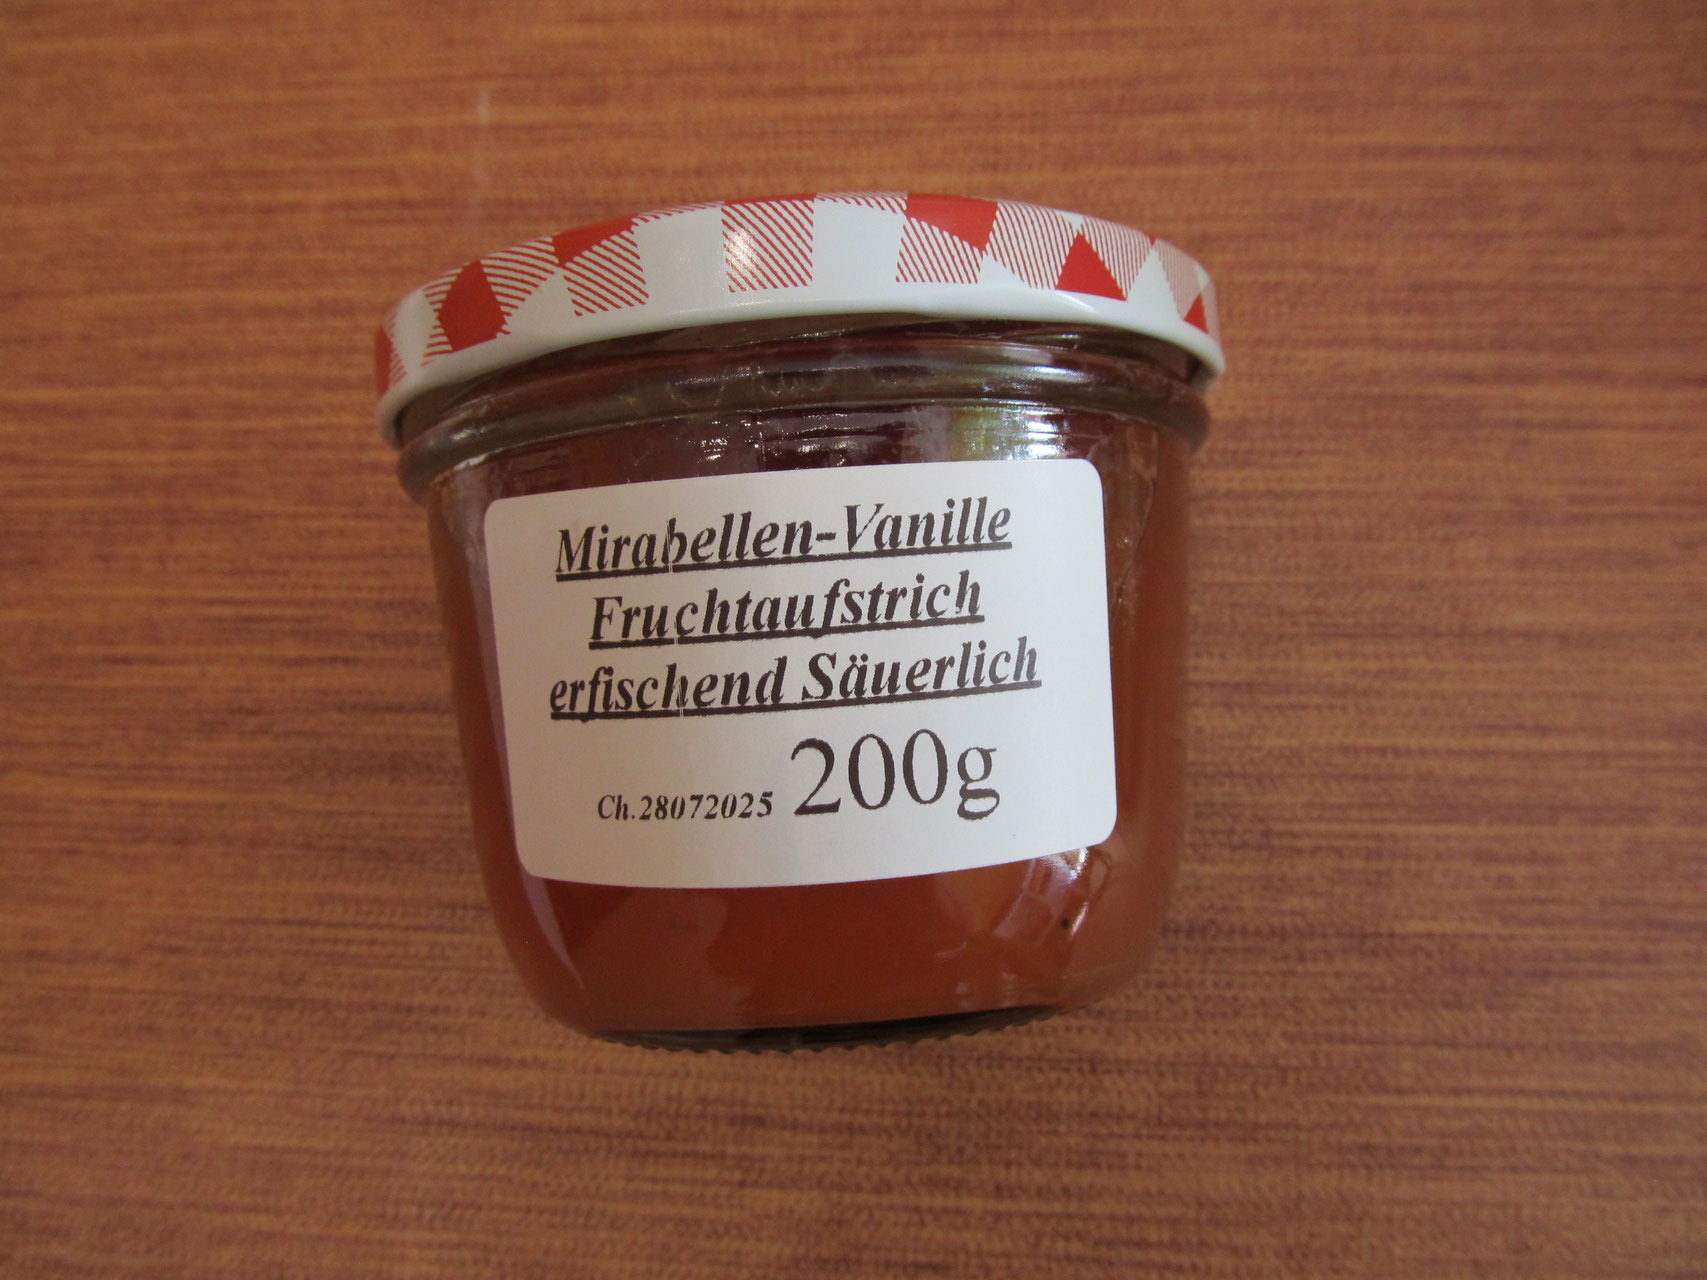 Mirabellen-Vanille
Fruchtaufstrich
erfischend Säuerlich
Ch.28072025 200g